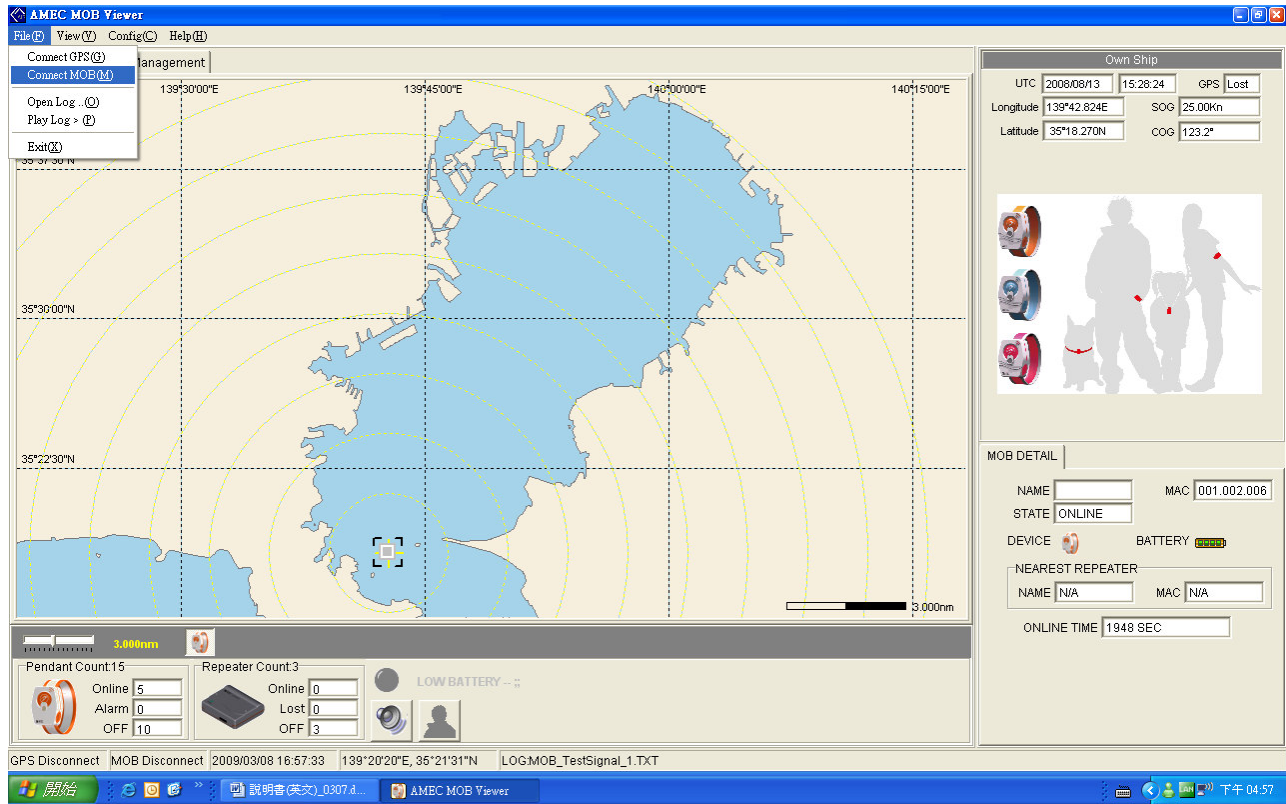 AMEC MOB Viewer
File(F) View(V) Config(C) Help(H)
Connect GPS(G)
Connect MOB(M)
Open Log ..(O)
Play Log > (P)
Exit(X)
Management
139°30'00"E 139°45'00"E 140°00'00"E 140°15'00"E
35°37'30"N
35°30'00"N
35°22'30"N
3.000nm
Own Ship
UTC 2008/08/13 15:28:24 GPS Lost
Longitude 139°42.824E SOG 25.00Kn
Latitude 35°18.270N COG 123.2°
MOB DETAIL
NAME MAC 001.002.006
STATE ONLINE
DEVICE BATTERY
NEAREST REPEATER
NAME N/A MAC N/A
ONLINE TIME 1948 SEC
3.000nm
Pendant Count:15
Online 5
Alarm 0
OFF 10
Repeater Count:3
Online 0
Lost 0
OFF 3
LOW BATTERY -- ;;
GPS Disconnect MOB Disconnect 2009/03/08 16:57:33 139°20'20"E, 35°21'31"N LOG:MOB_TestSignal_1.TXT
開始 » 說明書(英文)_0307.d... AMEC MOB Viewer LAN » 下午 04:57